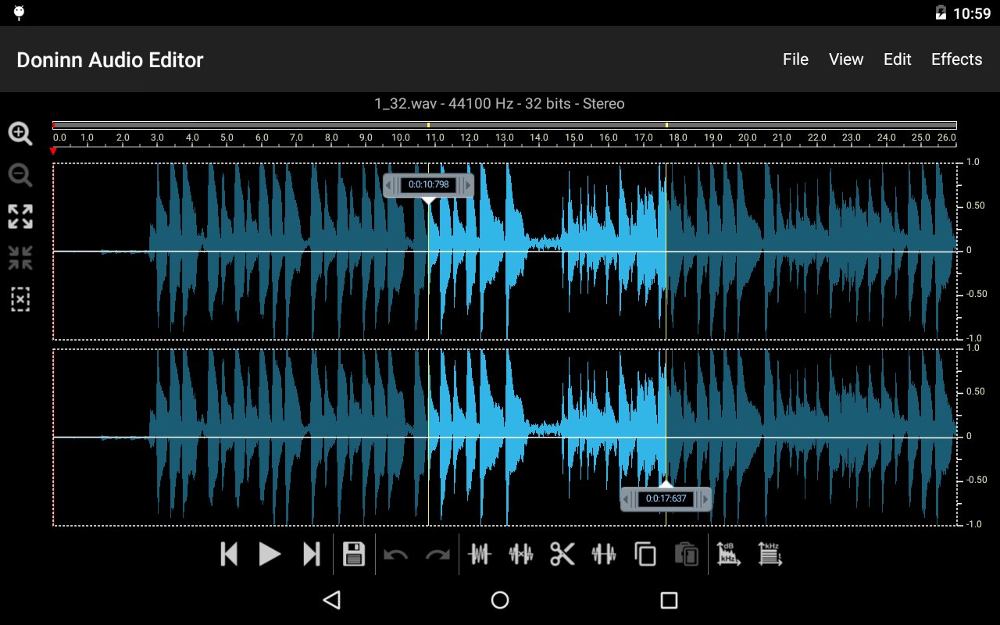 10:59
Doninn Audio Editor File View Edit Effects
1_32.wav - 44100 Hz - 32 bits - Stereo
0.0 1.0 2.0 3.0 4.0 5.0 6.0 7.0 8.0 9.0 10.0 11.0 12.0 13.0 14.0 15.0 16.0 17.0 18.0 19.0 20.0 21.0 22.0 23.0 24.0 25.0 26.0
1.0
0:0:10:798
0.50
0
-0.50
-1.0
1.0
0.50
0
-0.50
0:0:17:637
-1.0
dB kHz
kHz t